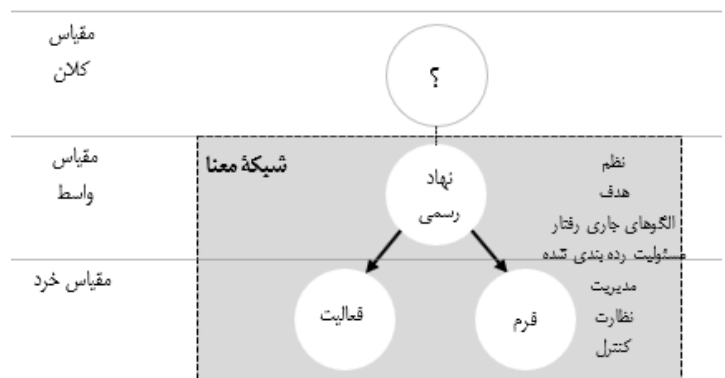 مقیاس
کلان
؟
مقیاس
واسط
شبکهٔ معنا
نهاد
رسمی
نظم
هدف
الگوهای جاری رفتار
مسئولیت رده بندی شده
مقیاس خرد
فعالیت
فرم
مدیریت
نظارت
کنترل